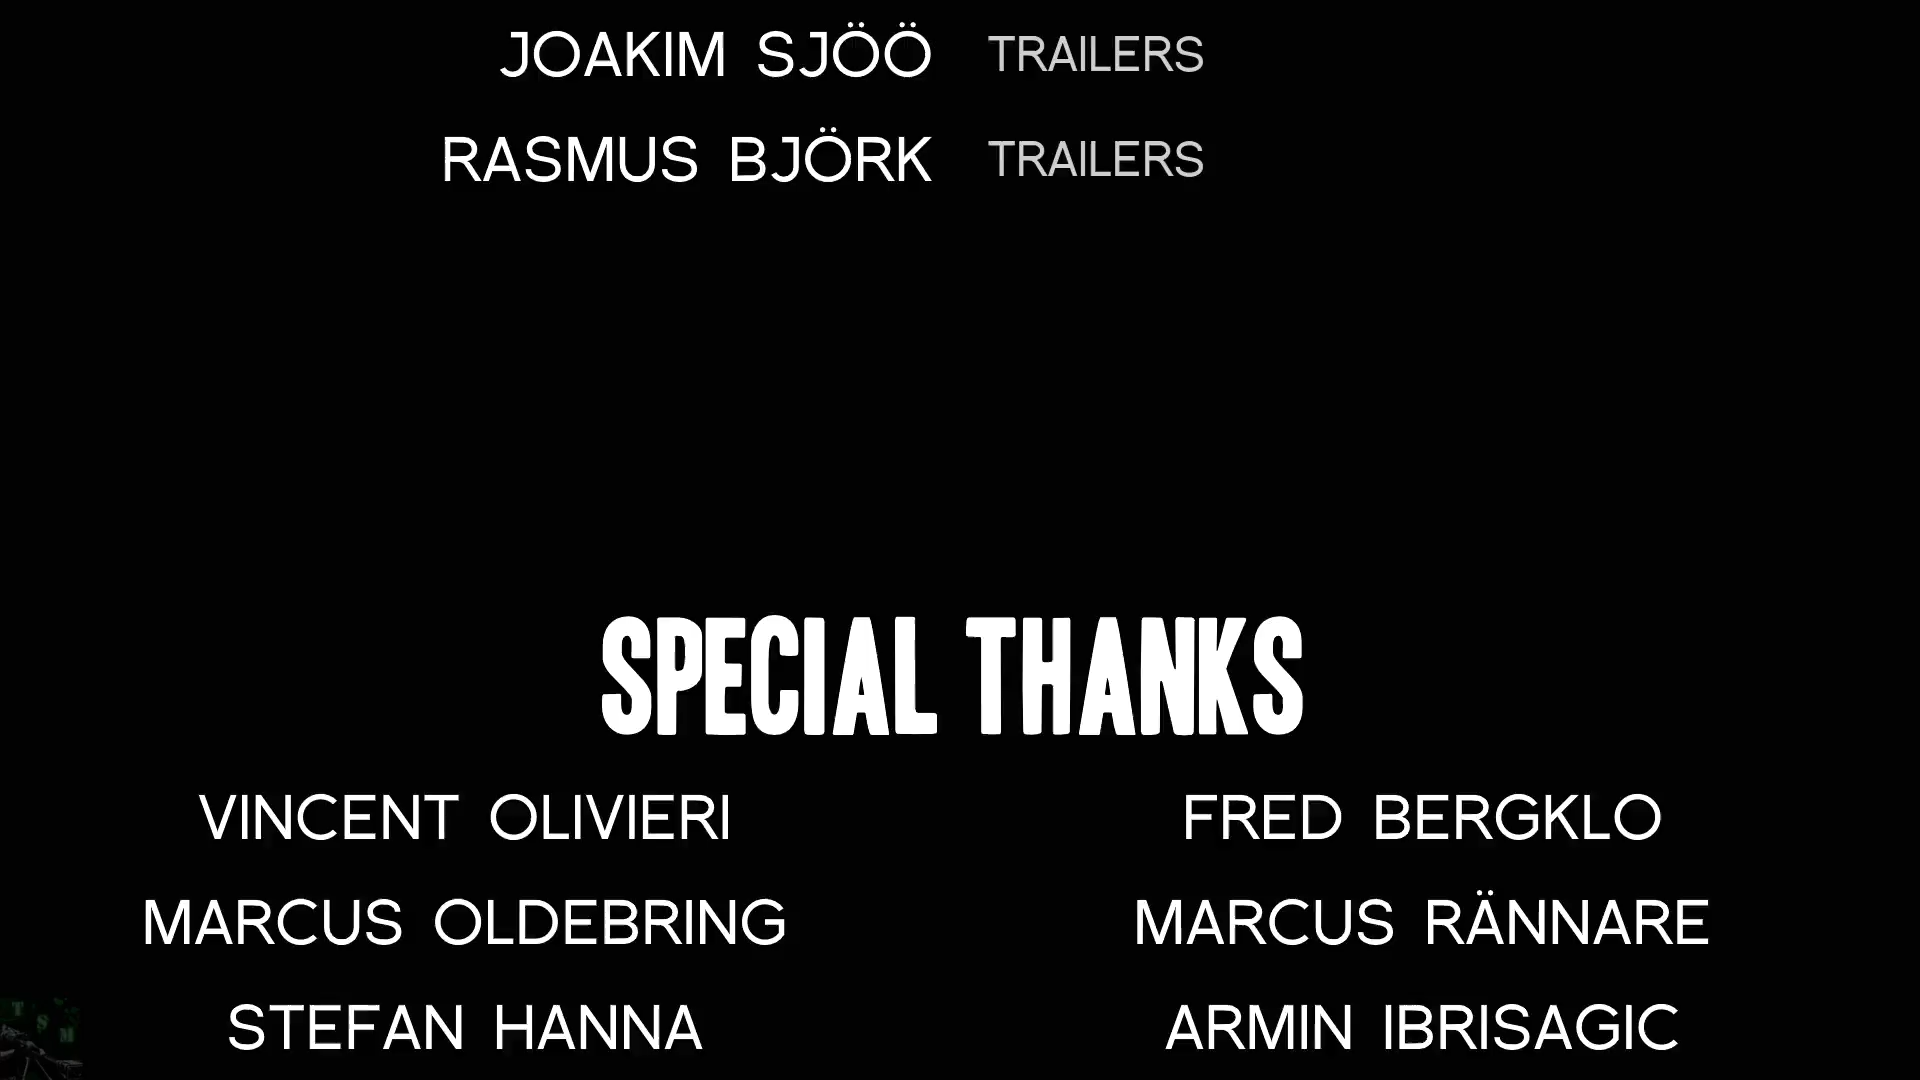 JOAKIM SJÖÖ TRAILERS
RASMUS BJÖRK TRAILERS
SPECIAL THANKS
VINCENT OLIVIERI FRED BERGKLO
MARCUS OLDEBRING MARCUS RÄNNARE
STEFAN HANNA ARMIN IBRISAGIC
T S M